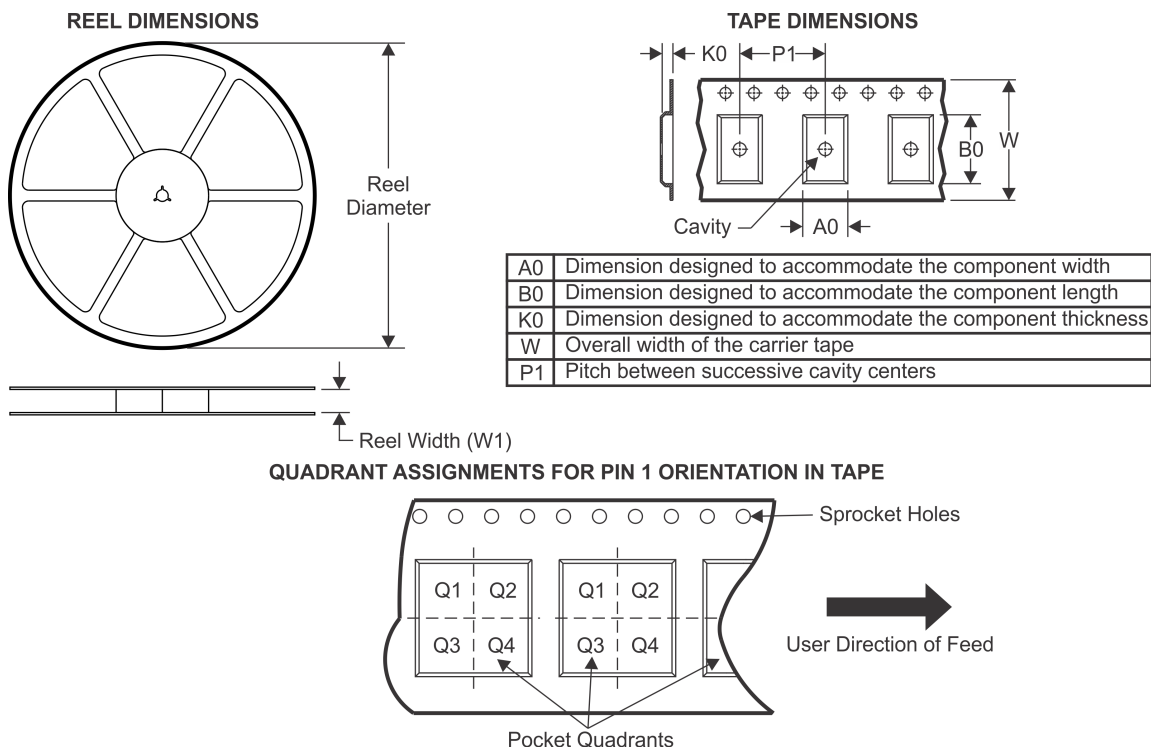 REEL DIMENSIONS
Reel
Diameter
Reel Width (W1)
TAPE DIMENSIONS
K0
P1
W
B0
A0
Cavity
A0 Dimension designed to accommodate the component width
B0 Dimension designed to accommodate the component length
K0 Dimension designed to accommodate the component thickness
W Overall width of the carrier tape
P1 Pitch between successive cavity centers
QUADRANT ASSIGNMENTS FOR PIN 1 ORIENTATION IN TAPE
Sprocket Holes
Q1 Q2 Q1 Q2
Q3 Q4 Q3 Q4
User Direction of Feed
Pocket Quadrants